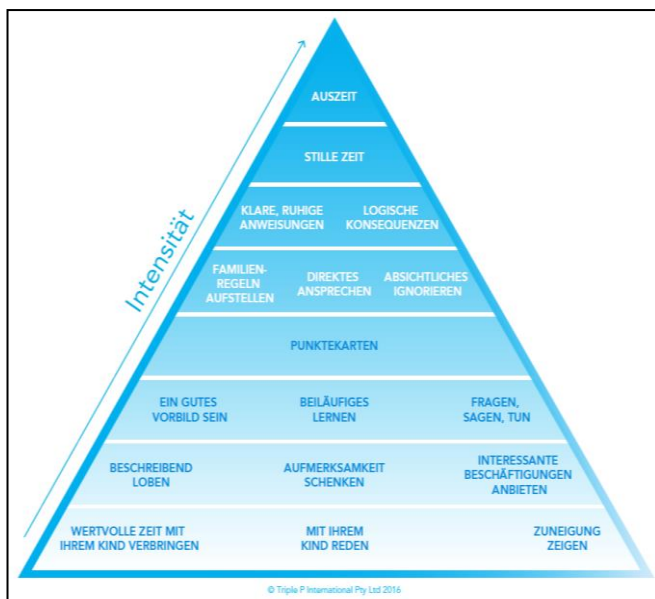 AUSZEIT
STILLE ZEIT
KLARE, RUHIGE
ANWEISUNGEN
LOGISCHE
KONSEQUENZEN
FAMILIEN-
REGELN
AUFSTELLEN
DIREKTES
ANSPRECHEN
ABSICHTLICHES
IGNORIEREN
PUNKTEKARTEN
EIN GUTES
VORBILD SEIN
BEILÄUFIGES
LERNEN
FRAGEN,
SAGEN, TUN
BESCHREIBEND
LOBEN
AUFMERKSAMKEIT
SCHENKEN
INTERESSANTE
BESCHÄFTIGUNGEN
ANBIETEN
WERTVOLLE ZEIT MIT
IHREM KIND VERBRINGEN
MIT IHREM
KIND REDEN
ZUNEIGUNG
ZEIGEN
Intensität
© Triple P International Pty Ltd 2016